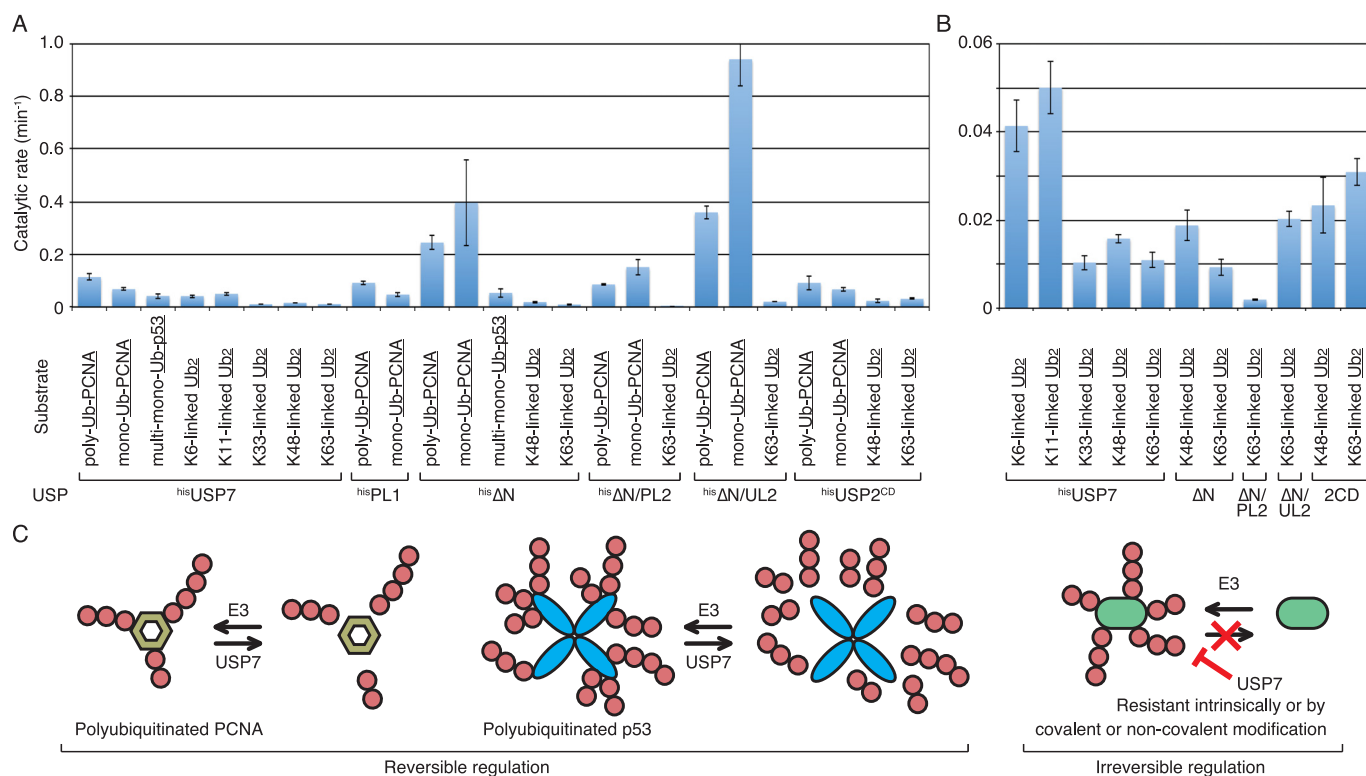 A
B
Catalytic rate (min⁻¹)
1.0
0.8
0.6
0.4
0.2
0
0.06
0.04
0.02
0
Substrate
poly-Ub-PCNA
mono-Ub-PCNA
multi-mono-Ub-p53
K6-linked Ub₂
K11-linked Ub₂
K33-linked Ub₂
K48-linked Ub₂
K63-linked Ub₂
poly-Ub-PCNA
mono-Ub-PCNA
poly-Ub-PCNA
mono-Ub-PCNA
multi-mono-Ub-p53
K48-linked Ub₂
K63-linked Ub₂
poly-Ub-PCNA
mono-Ub-PCNA
K63-linked Ub₂
poly-Ub-PCNA
mono-Ub-PCNA
K63-linked Ub₂
poly-Ub-PCNA
mono-Ub-PCNA
K48-linked Ub₂
K63-linked Ub₂
K6-linked Ub₂
K11-linked Ub₂
K33-linked Ub₂
K48-linked Ub₂
K63-linked Ub₂
K48-linked Ub₂
K63-linked Ub₂
K63-linked Ub₂
K63-linked Ub₂
K48-linked Ub₂
K63-linked Ub₂
USP
hisUSP7
hisPL1
hisΔN
hisΔN/PL2
hisΔN/UL2
hisUSP2CD
hisUSP7
ΔN
ΔN/
PL2
ΔN/
UL2
2CD
C
E3
USP7
Polyubiquitinated PCNA
E3
USP7
Polyubiquitinated p53
Reversible regulation
E3
USP7
Resistant intrinsically or by
covalent or non-covalent modification
Irreversible regulation